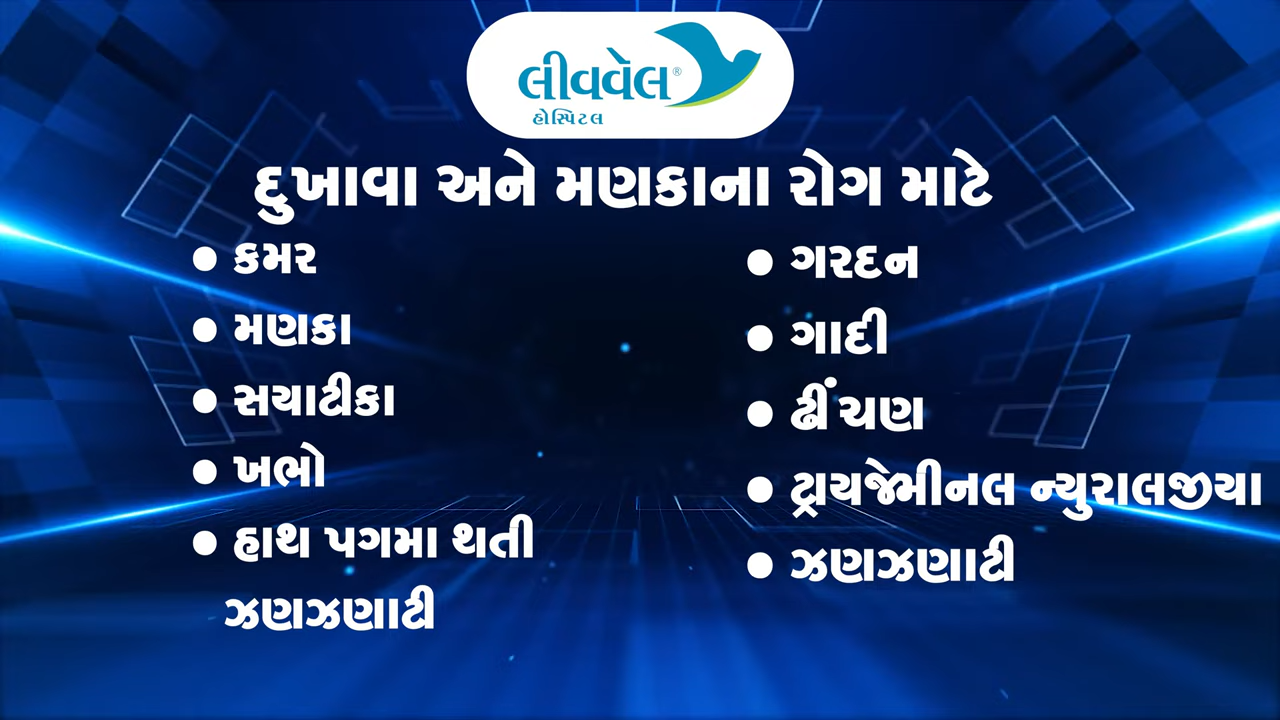 લીવવેલ®
હોસ્પિટલ
દુખાવા અને મણકાના રોગ માટે
• કમર
• મણકા
• સયાટીકા
• ખભો
• હાથ પગમા થતી
ઝણઝણાટી
• ગરદન
• ગાદી
• ઢીંચણ
• ટ્રાયજેમીનલ ન્યુરાલજીયા
• ઝણઝણાટી